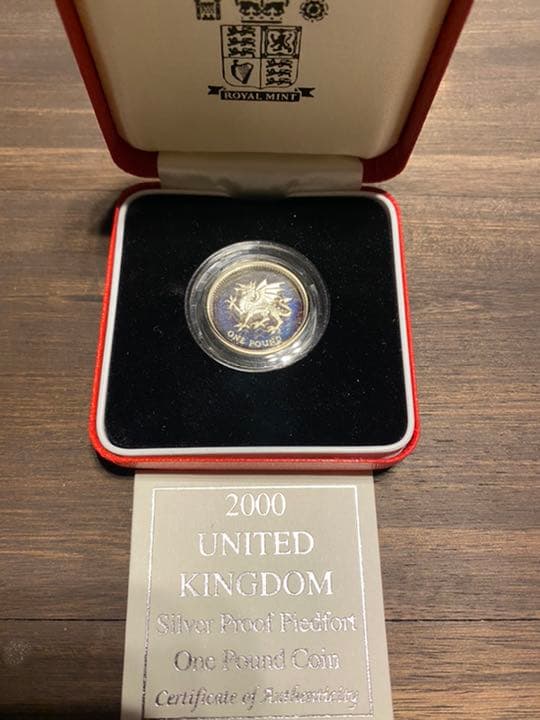 ROYAL MINT
ONE POUND
2000
UNITED
KINGDOM
Silver Proof Piedfort
One Pound Coin
Certificate of Authenticity